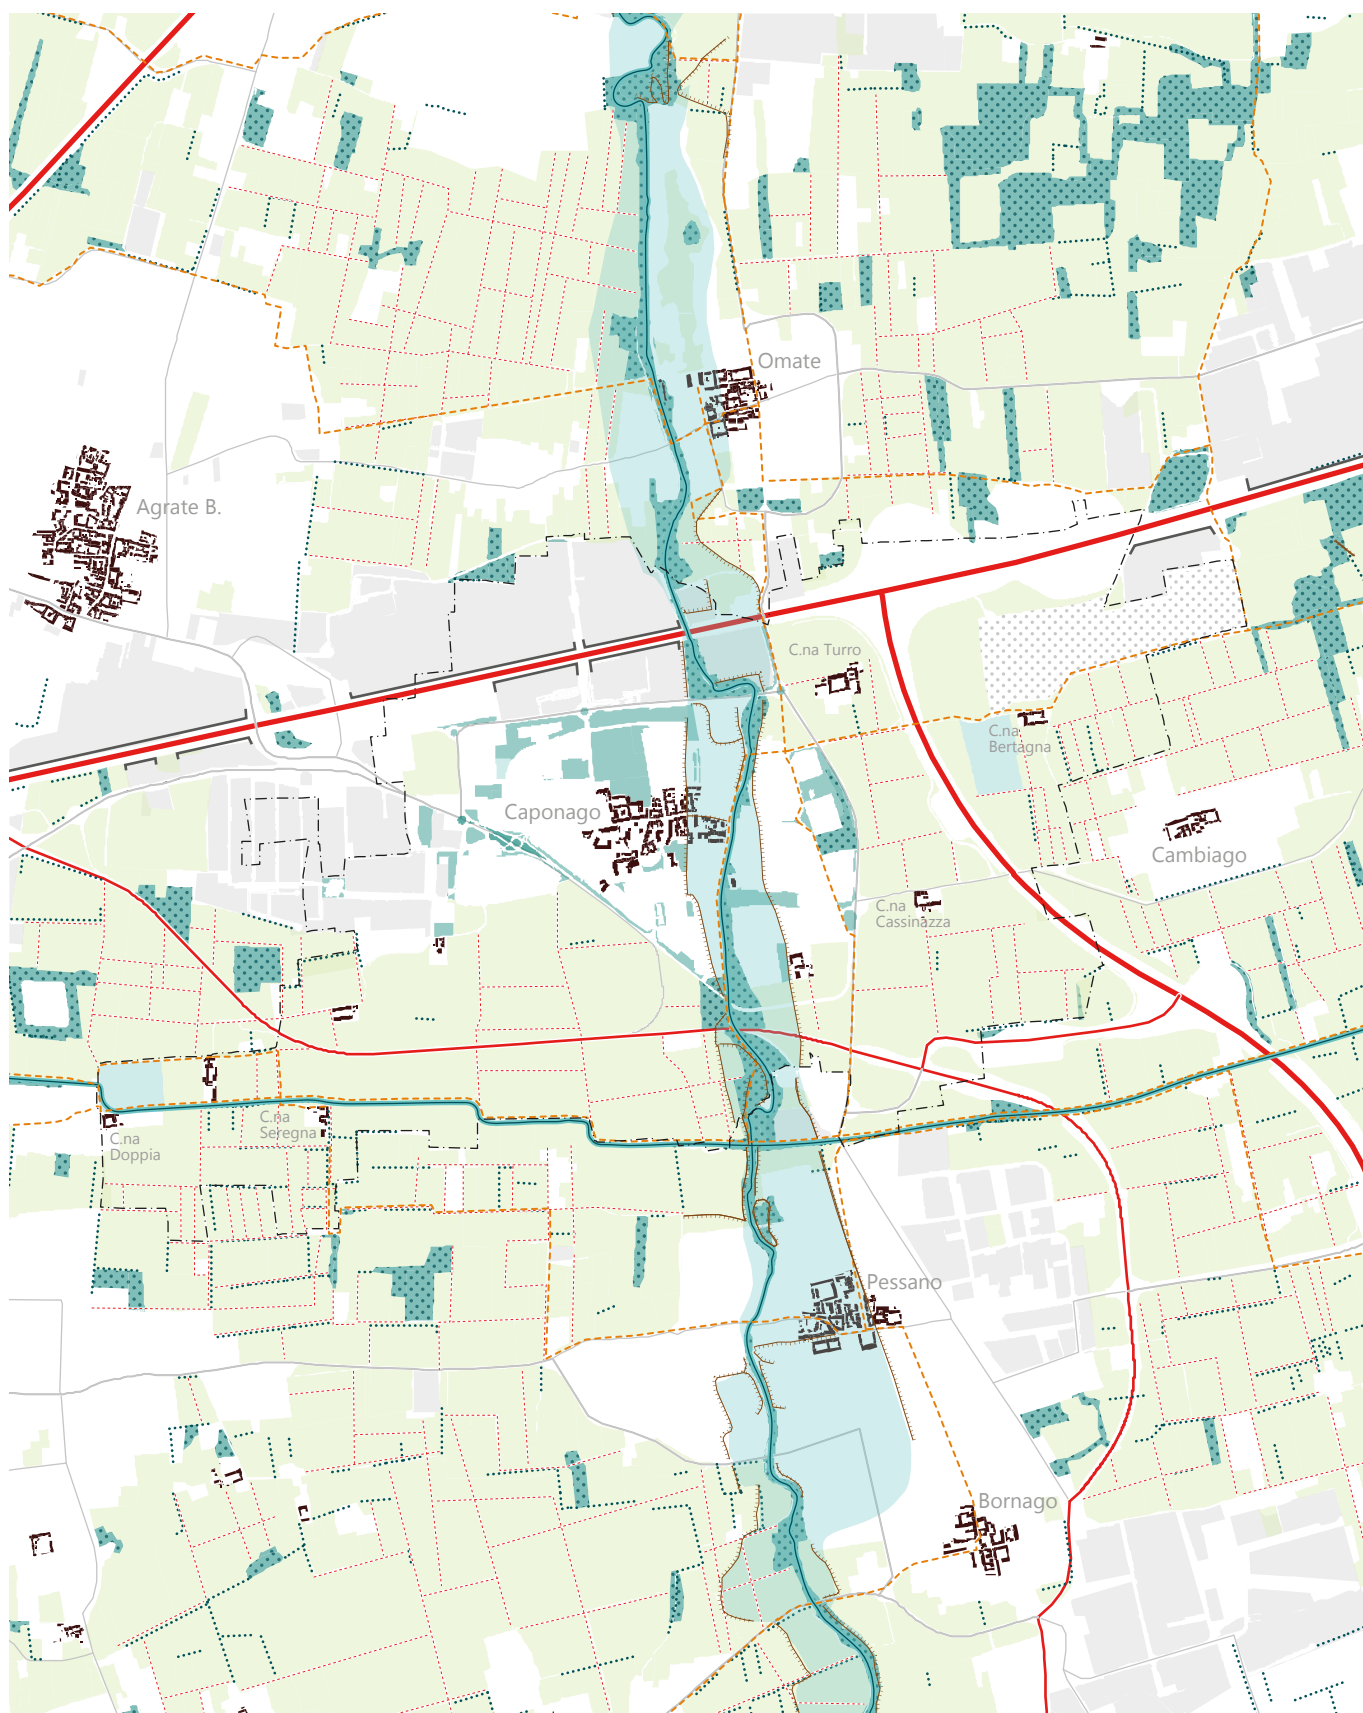 Omate
Agrate B.
C.na Turro
C.na
Bertagna
Caponago
Cambiago
C.na
Cassinazza
C.na
Seregna
C.na
Doppia
Pessano
Bornago